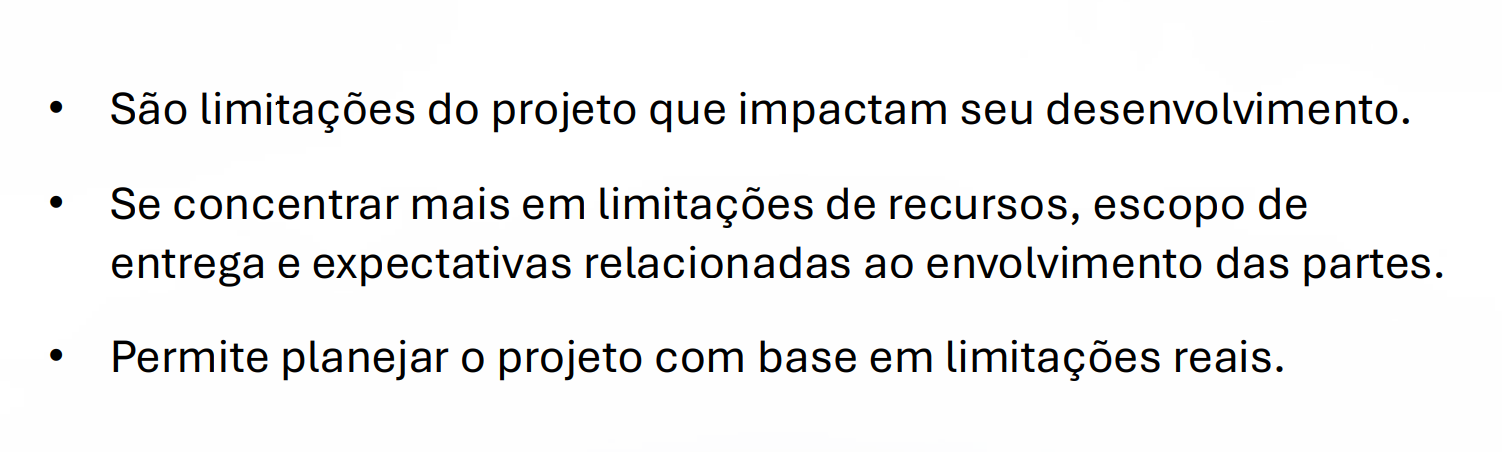 • São limitações do projeto que impactam seu desenvolvimento.
• Se concentrar mais em limitações de recursos, escopo de
entrega e expectativas relacionadas ao envolvimento das partes.
• Permite planejar o projeto com base em limitações reais.